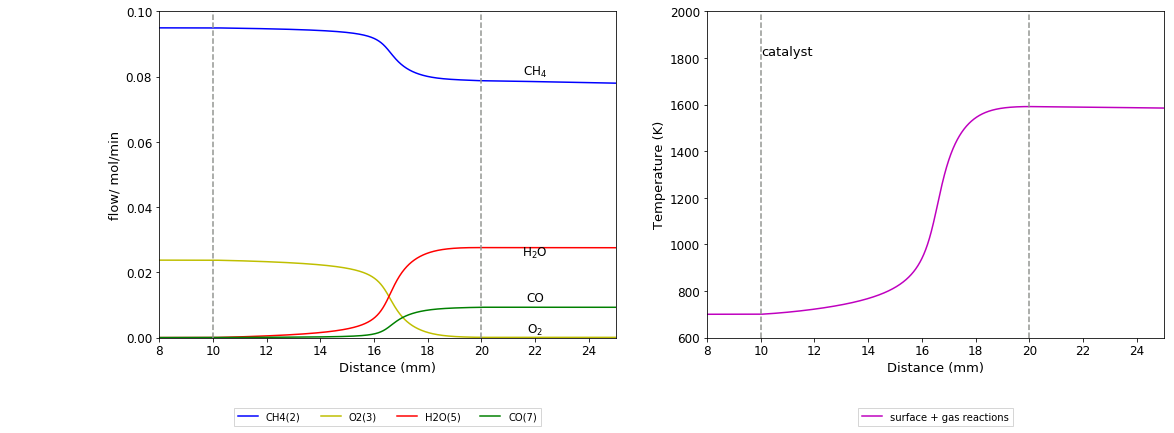 0.10
0.08
0.06
0.04
0.02
0.00
flow/ mol/min
CH₄
H₂O
CO
O₂
8 10 12 14 16 18 20 22 24
Distance (mm)
CH4(2) O2(3) H2O(5) CO(7)
2000
1800
1600
1400
1200
1000
800
600
Temperature (K)
catalyst
8 10 12 14 16 18 20 22 24
Distance (mm)
surface + gas reactions